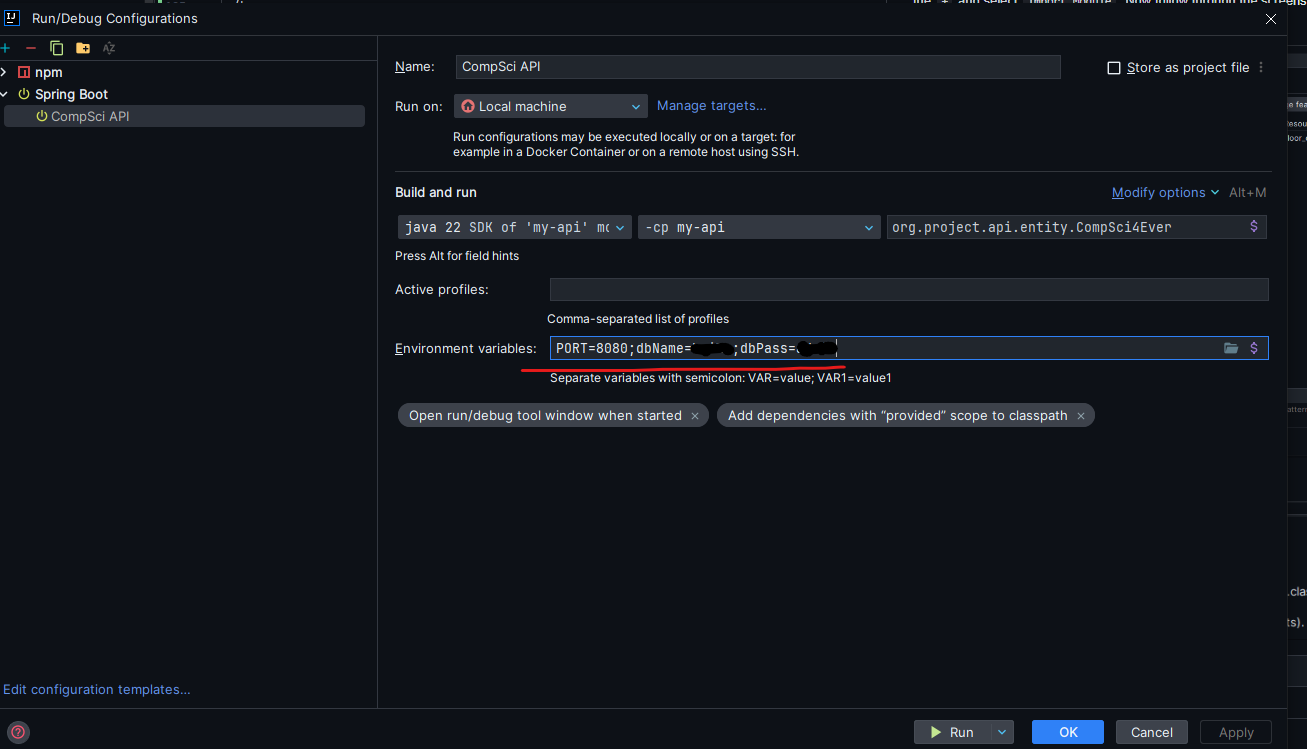 Run/Debug Configurations
npm
Spring Boot
CompSci API
Edit configuration templates...
Name: CompSci API
Store as project file
Run on: Local machine Manage targets...
Run configurations may be executed locally or on a target: for
example in a Docker Container or on a remote host using SSH.
Build and run Modify options Alt+M
java 22 SDK of 'my-api' mo -cp my-api org.project.api.entity.CompSci4Ever $
Press Alt for field hints
Active profiles:
Comma-separated list of profiles
Environment variables: PORT=8080;dbName= ;dbPass= $
Separate variables with semicolon: VAR=value; VAR1=value1
Open run/debug tool window when started ×
Add dependencies with “provided” scope to classpath ×
? Run OK Cancel Apply